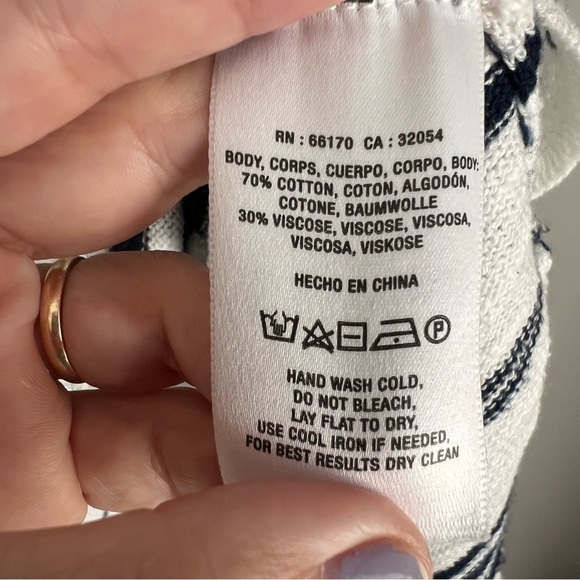 RN : 66170 CA : 32054
BODY, CORPS, CUERPO, CORPO, BODY:
70% COTTON, COTON, ALGODÓN,
COTONE, BAUMWOLLE
30% VISCOSE, VISCOSE, VISCOSA,
VISCOSA, VISKOSE
HECHO EN CHINA
P
HAND WASH COLD,
DO NOT BLEACH,
LAY FLAT TO DRY,
USE COOL IRON IF NEEDED,
FOR BEST RESULTS DRY CLEAN